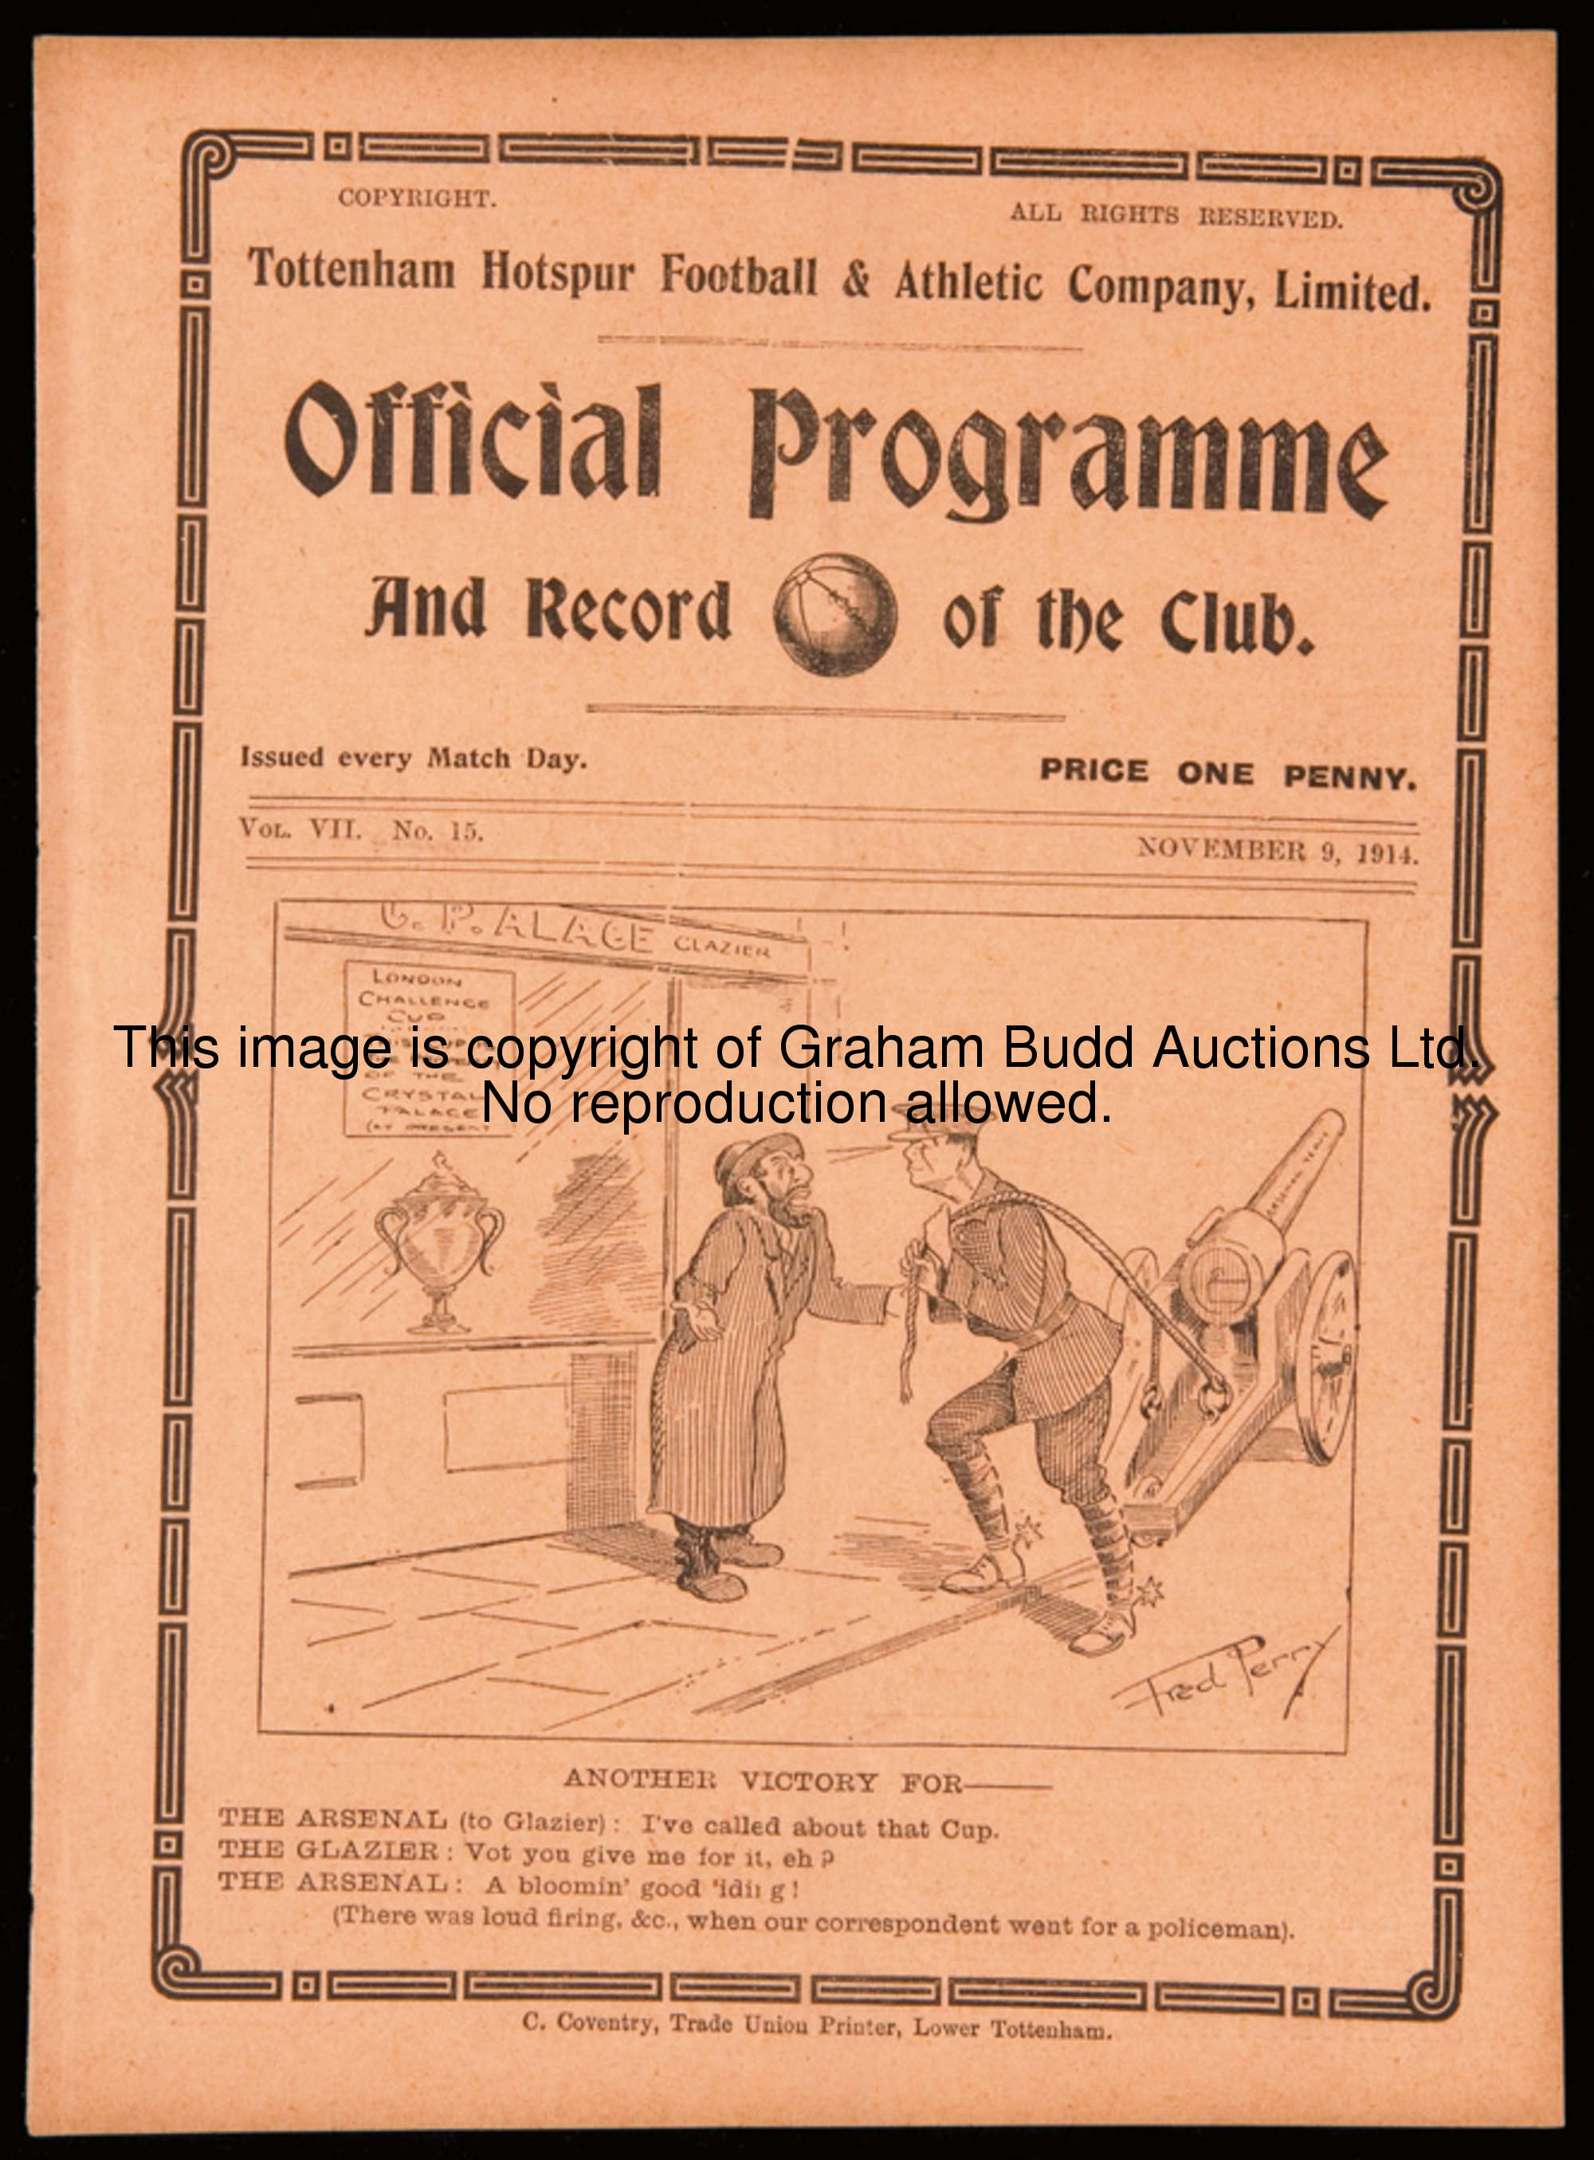 COPYRIGHT.
ALL RIGHTS RESERVED.
Tottenham Hotspur Football & Athletic Company, Limited.
Official Programme
And Record of the Club.
Issued every Match Day.
PRICE ONE PENNY.
VOL. VII. No. 15.
NOVEMBER 9, 1914.
C. P. ALACE GLAZIER
LONDON
CHALLENGE
CUP
OF THE
CRYSTAL
PALACE
(AT PRESENT
This image is copyright of Graham Budd Auctions Ltd.
No reproduction allowed.
ARSENAL TEAM
Fred Perry
ANOTHER VICTORY FOR——
THE ARSENAL (to Glazier): I've called about that Cup.
THE GLAZIER: Vot you give me for it, eh?
THE ARSENAL: A bloomin' good 'iding!
(There was loud firing, &c., when our correspondent went for a policeman).
C. Coventry, Trade Union Printer, Lower Tottenham.